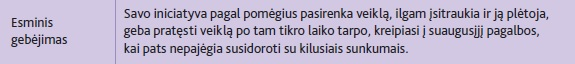 Esminis
gebėjimas
Savo iniciatyva pagal pomėgius pasirenka veiklą, ilgam įsitraukia ir ją plėtoja,
geba pratęsti veiklą po tam tikro laiko tarpo, kreipiasi į suaugusįjį pagalbos,
kai pats nepajėgia susidoroti su kilusiais sunkumais.